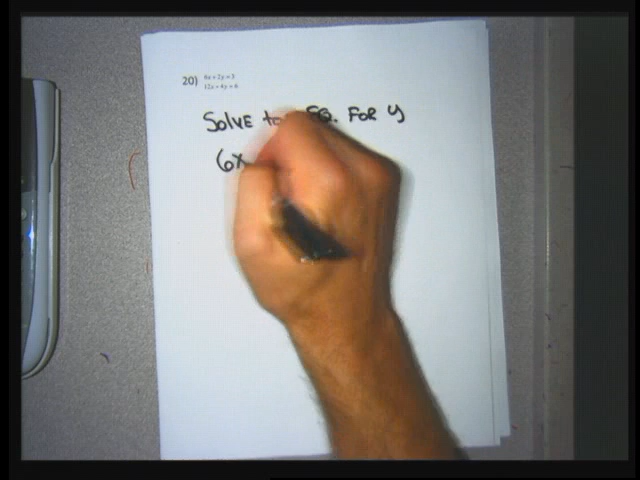 20) 6x + 2y = 3
12x + 4y = 6
Solve EQ. For y
6x